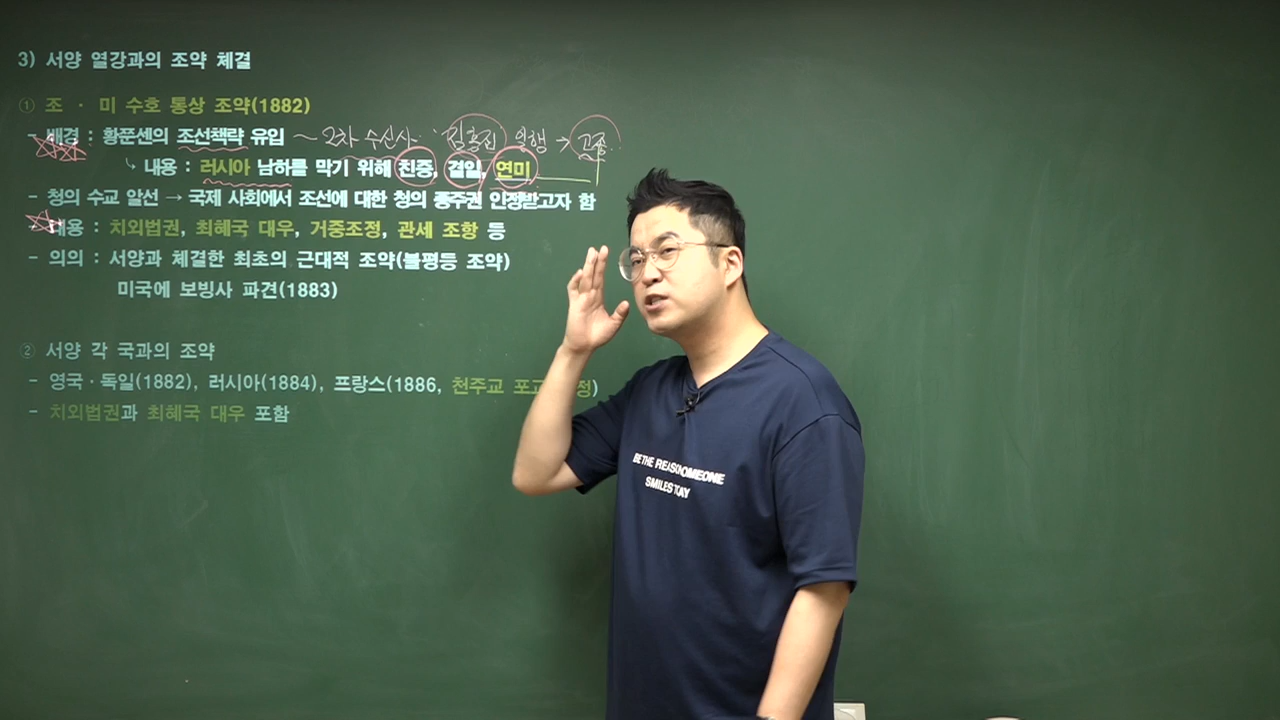 3) 서양 열강과의 조약 체결
① 조 · 미 수호 통상 조약(1882)
- 배경 : 황쭌센의 조선책략 유입 ~ 2차 수신사 김홍집 일행 → 고종
내용 : 러시아 남하를 막기 위해 친중, 결일, 연미
- 청의 수교 알선 → 국제 사회에서 조선에 대한 청의 종주권 인정받고자 함
내용 : 치외법권, 최혜국 대우, 거중조정, 관세 조항 등
- 의의 : 서양과 체결한 최초의 근대적 조약(불평등 조약)
미국에 보빙사 파견(1883)
② 서양 각 국과의 조약
- 영국·독일(1882), 러시아(1884), 프랑스(1886, 천주교 포교 정)
- 치외법권과 최혜국 대우 포함
BE THE REASON SOMEONE
SMILES TODAY